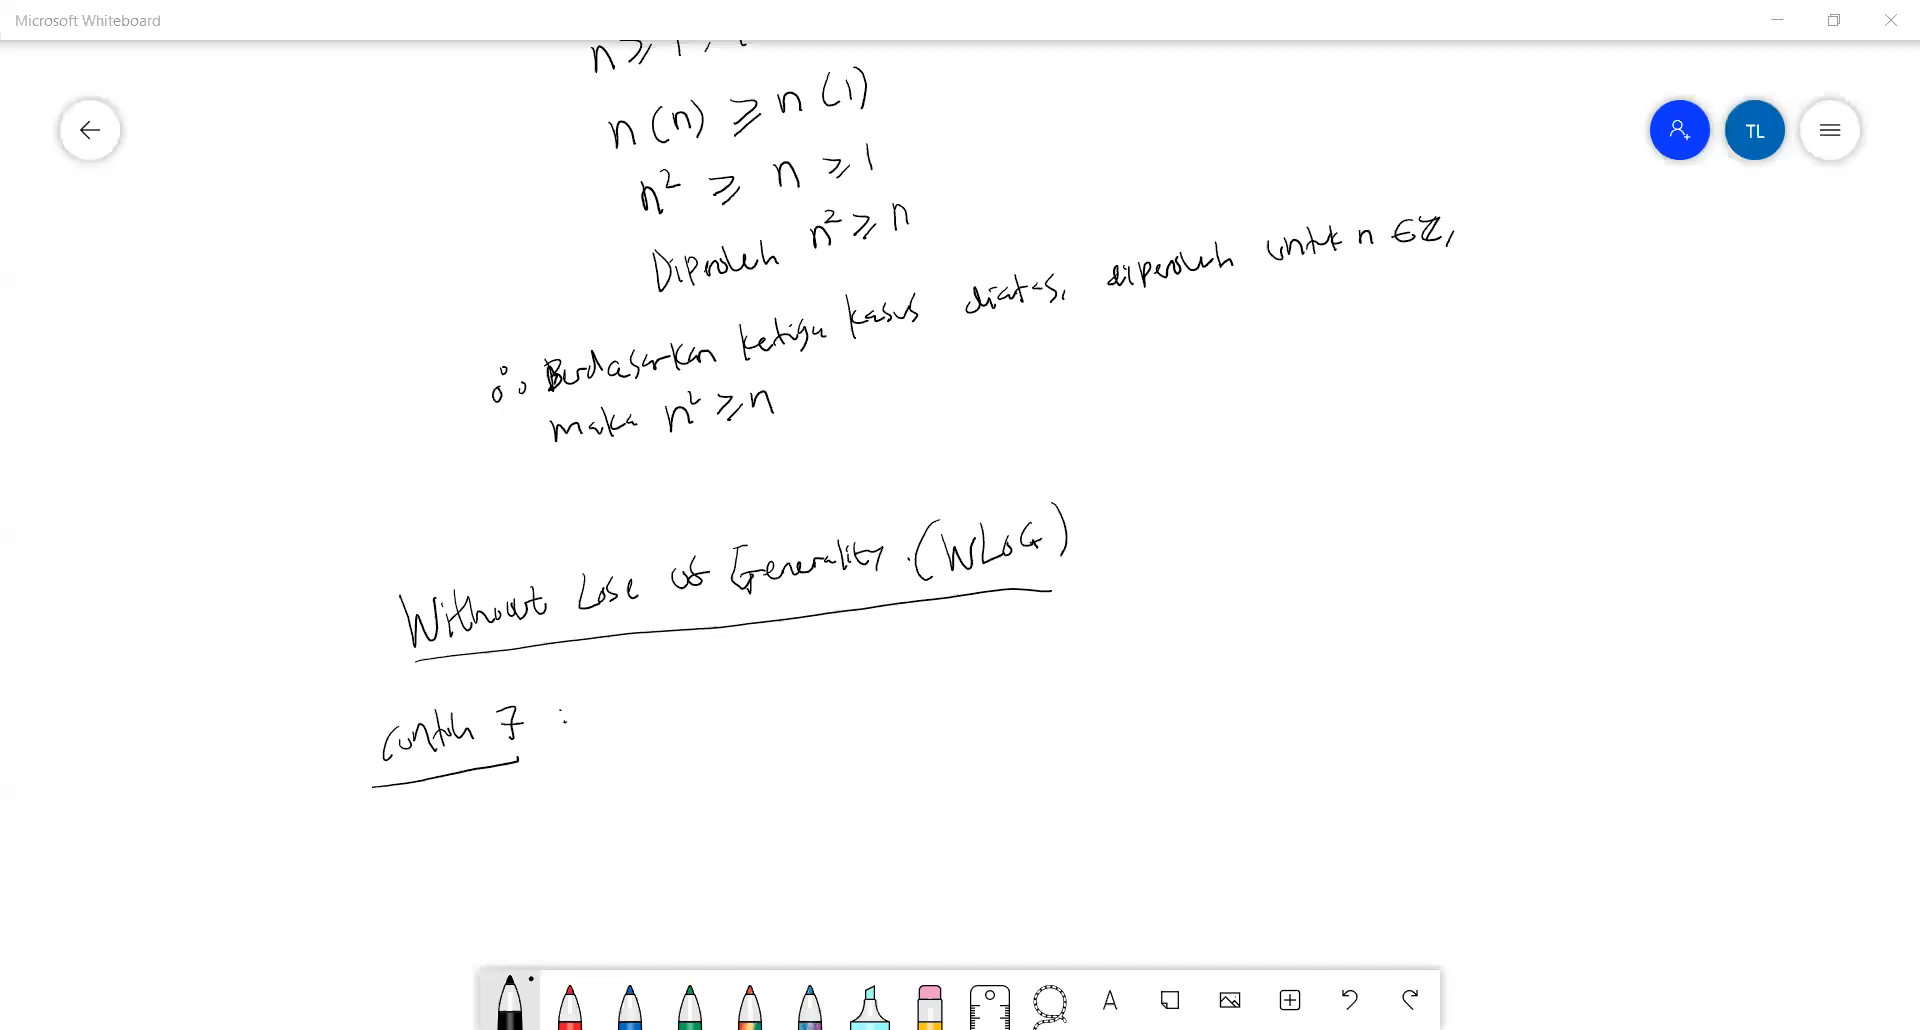 Microsoft Whiteboard
n ≥ 1
n(n) ≥ n(1)
n² ≥ n ≥ 1
Diperoleh n² ≥ n
∴ Berdasarkan ketiga kasus diatas, diperoleh untuk n ∈ ℤ,
maka n² ≥ n
Without Lose of Generality. (WLoG)
Contoh 7 :
TL
A